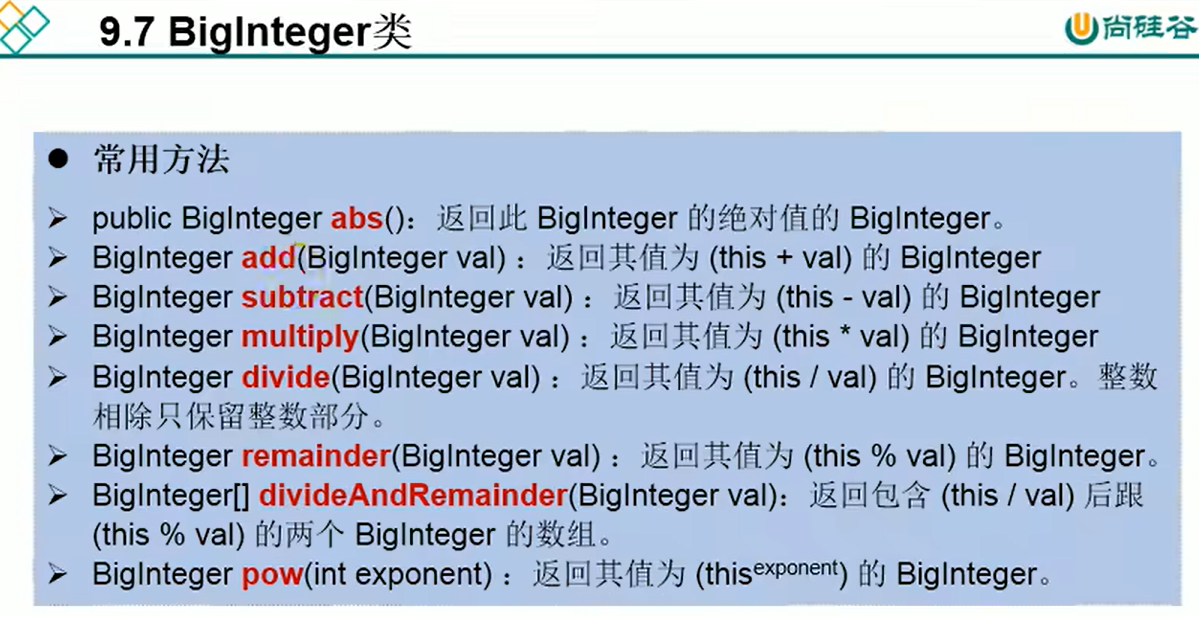 9.7 BigInteger类
尚硅谷
● 常用方法
➢ public BigInteger abs()：返回此 BigInteger 的绝对值的 BigInteger。
➢ BigInteger add(BigInteger val) ：返回其值为 (this + val) 的 BigInteger
➢ BigInteger subtract(BigInteger val) ：返回其值为 (this - val) 的 BigInteger
➢ BigInteger multiply(BigInteger val) ：返回其值为 (this * val) 的 BigInteger
➢ BigInteger divide(BigInteger val) ：返回其值为 (this / val) 的 BigInteger。整数
相除只保留整数部分。
➢ BigInteger remainder(BigInteger val) ：返回其值为 (this % val) 的 BigInteger。
➢ BigInteger[] divideAndRemainder(BigInteger val)：返回包含 (this / val) 后跟
(this % val) 的两个 BigInteger 的数组。
➢ BigInteger pow(int exponent) ：返回其值为 (thisexponent) 的 BigInteger。